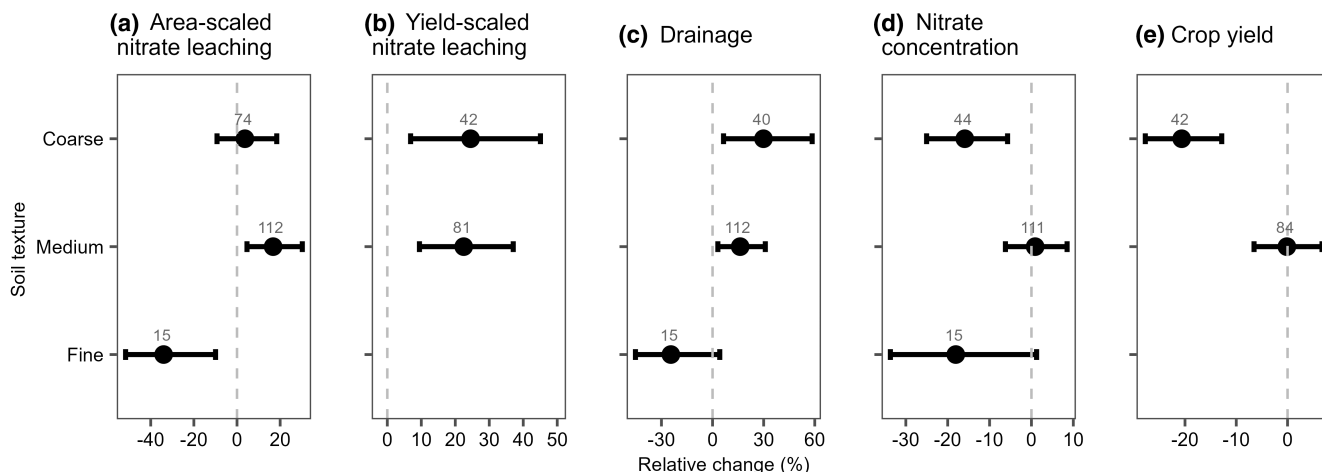 (a) Area-scaled
nitrate leaching
(b) Yield-scaled
nitrate leaching
(c) Drainage
(d) Nitrate
concentration
(e) Crop yield
Soil texture
Coarse
Medium
Fine
74
112
15
42
81
40
112
15
44
111
15
42
84
-40 -20 0 20
0 10 20 30 40 50
-30 0 30 60
-30 -20 -10 0 10
-20 -10 0
Relative change (%)